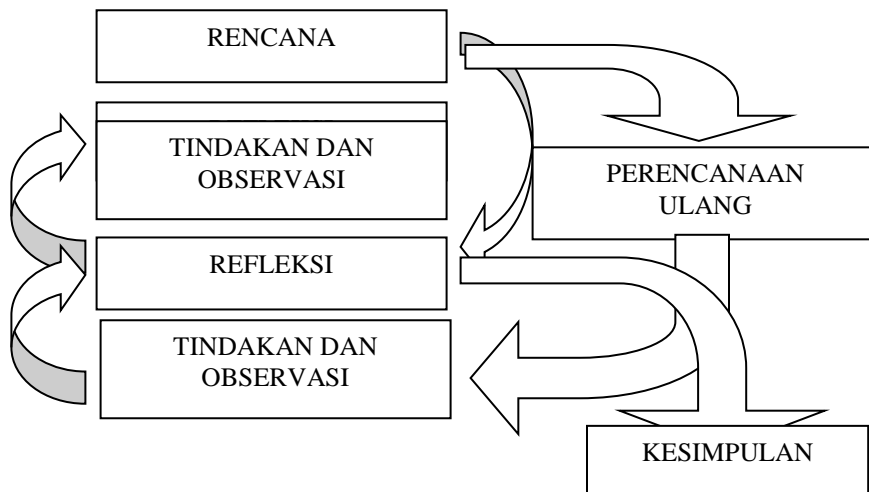 RENCANA
TINDAKAN DAN
OBSERVASI
PERENCANAAN
ULANG
REFLEKSI
TINDAKAN DAN
OBSERVASI
KESIMPULAN